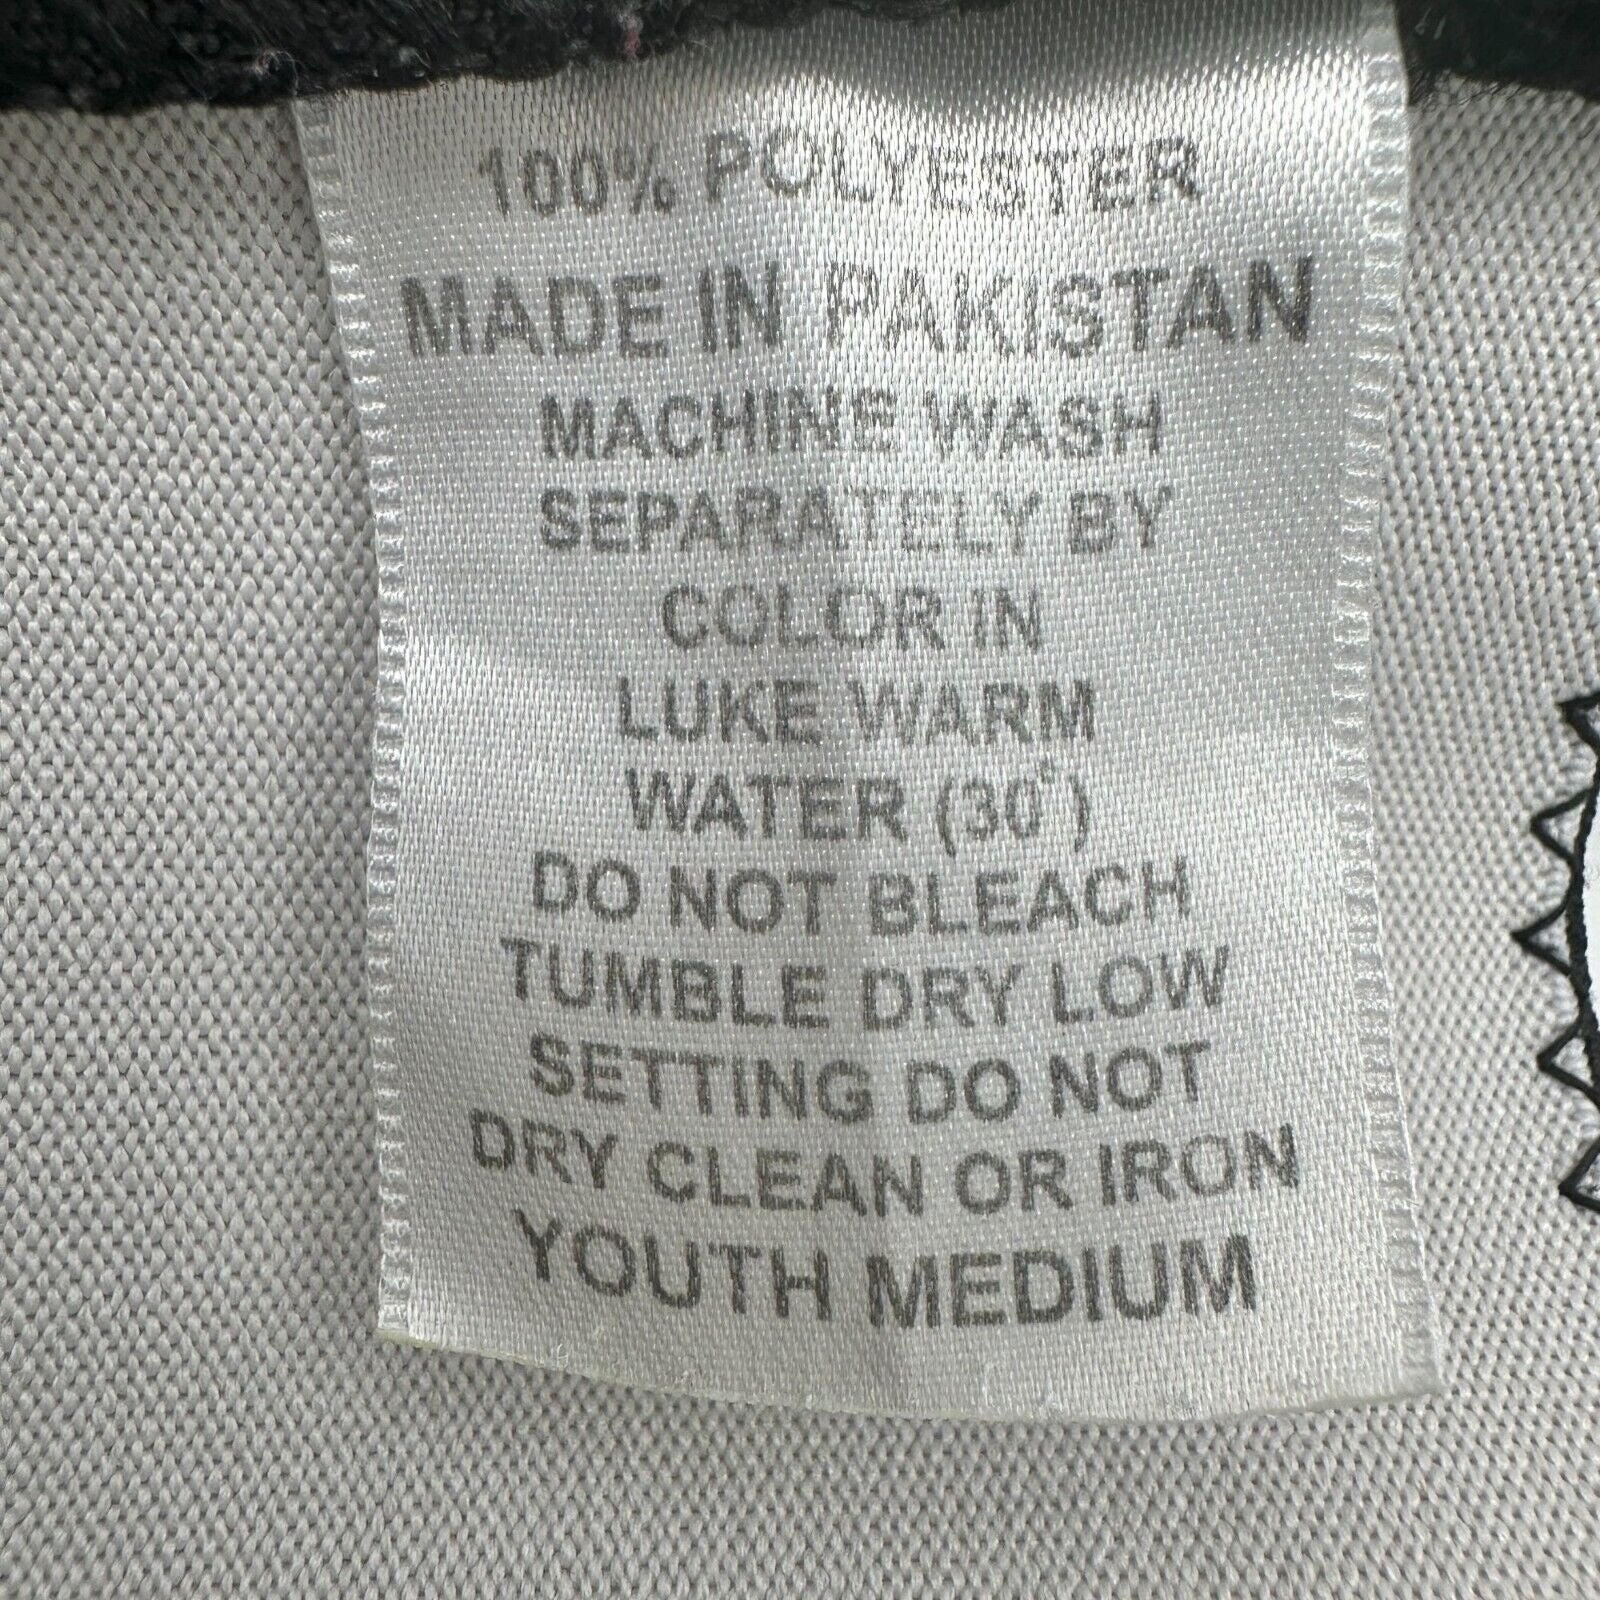 100% POLYESTER
MADE IN PAKISTAN
MACHINE WASH
SEPARATELY BY
COLOR IN
LUKE WARM
WATER (30°)
DO NOT BLEACH
TUMBLE DRY LOW
SETTING DO NOT
DRY CLEAN OR IRON
YOUTH MEDIUM